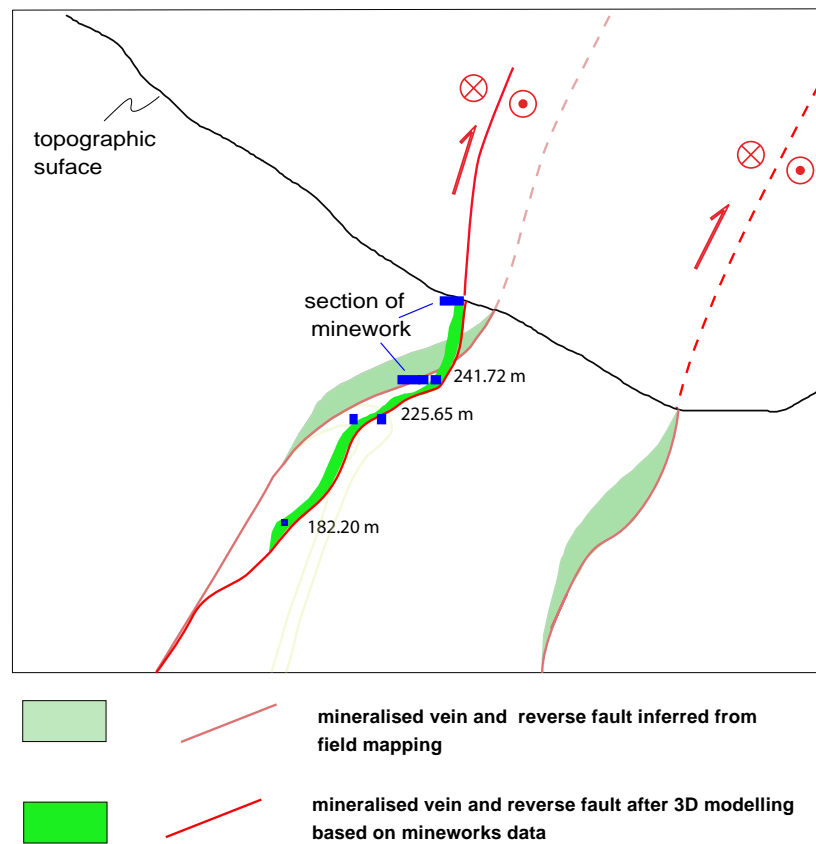 topographic
suface
section of
minework
241.72 m
225.65 m
182.20 m
mineralised vein and reverse fault inferred from
field mapping
mineralised vein and reverse fault after 3D modelling
based on mineworks data